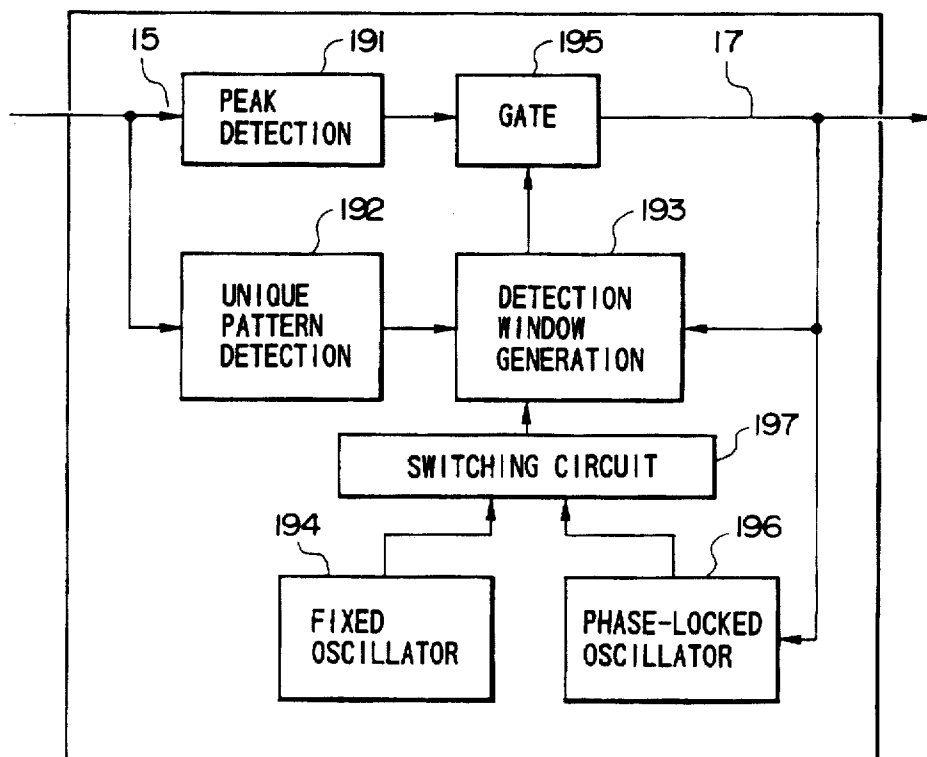 191
195
15
17
PEAK
DETECTION
GATE
192
193
UNIQUE
PATTERN
DETECTION
DETECTION
WINDOW
GENERATION
197
SWITCHING CIRCUIT
194
196
FIXED
OSCILLATOR
PHASE-LOCKED
OSCILLATOR